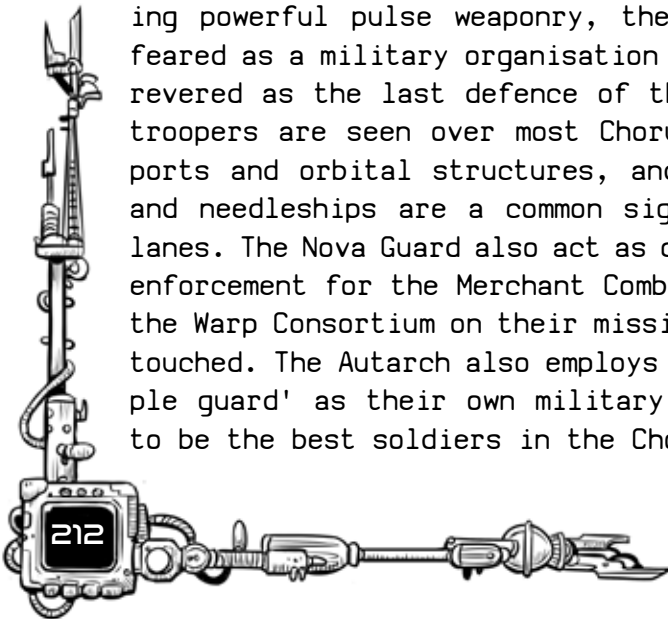 ing powerful pulse weaponry, the
feared as a military organisation
revered as the last defence of th
troopers are seen over most Choru
ports and orbital structures, and
and needleships are a common sig
lanes. The Nova Guard also act as c
enforcement for the Merchant Comb
the Warp Consortium on their missi
touched. The Autarch also employs
ple guard' as their own military
to be the best soldiers in the Cho
212